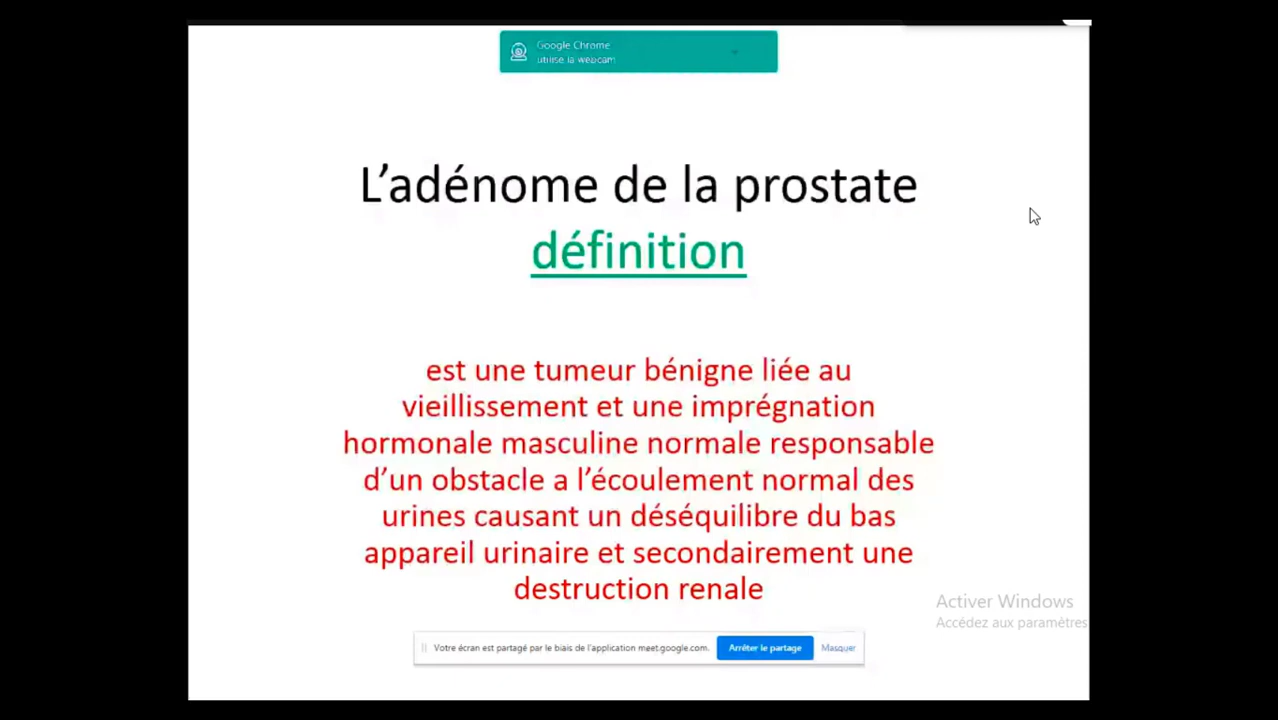 Google Chrome
utilise la webcam
L’adénome de la prostate
définition
est une tumeur bénigne liée au
vieillissement et une imprégnation
hormonale masculine normale responsable
d’un obstacle a l’écoulement normal des
urines causant un déséquilibre du bas
appareil urinaire et secondairement une
destruction renale
Activer Windows
Accédez aux paramètres
Votre écran est partagé par le biais de l'application meet.google.com.
Arrêter le partage
Masquer